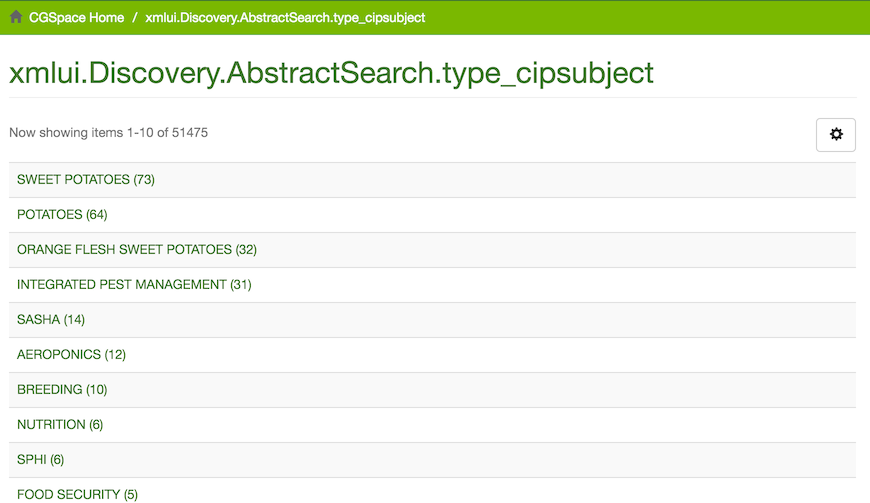 CGSpace Home / xmlui.Discovery.AbstractSearch.type_cipsubject
xmlui.Discovery.AbstractSearch.type_cipsubject
Now showing items 1-10 of 51475
SWEET POTATOES (73)
POTATOES (64)
ORANGE FLESH SWEET POTATOES (32)
INTEGRATED PEST MANAGEMENT (31)
SASHA (14)
AEROPONICS (12)
BREEDING (10)
NUTRITION (6)
SPHI (6)
FOOD SECURITY (5)